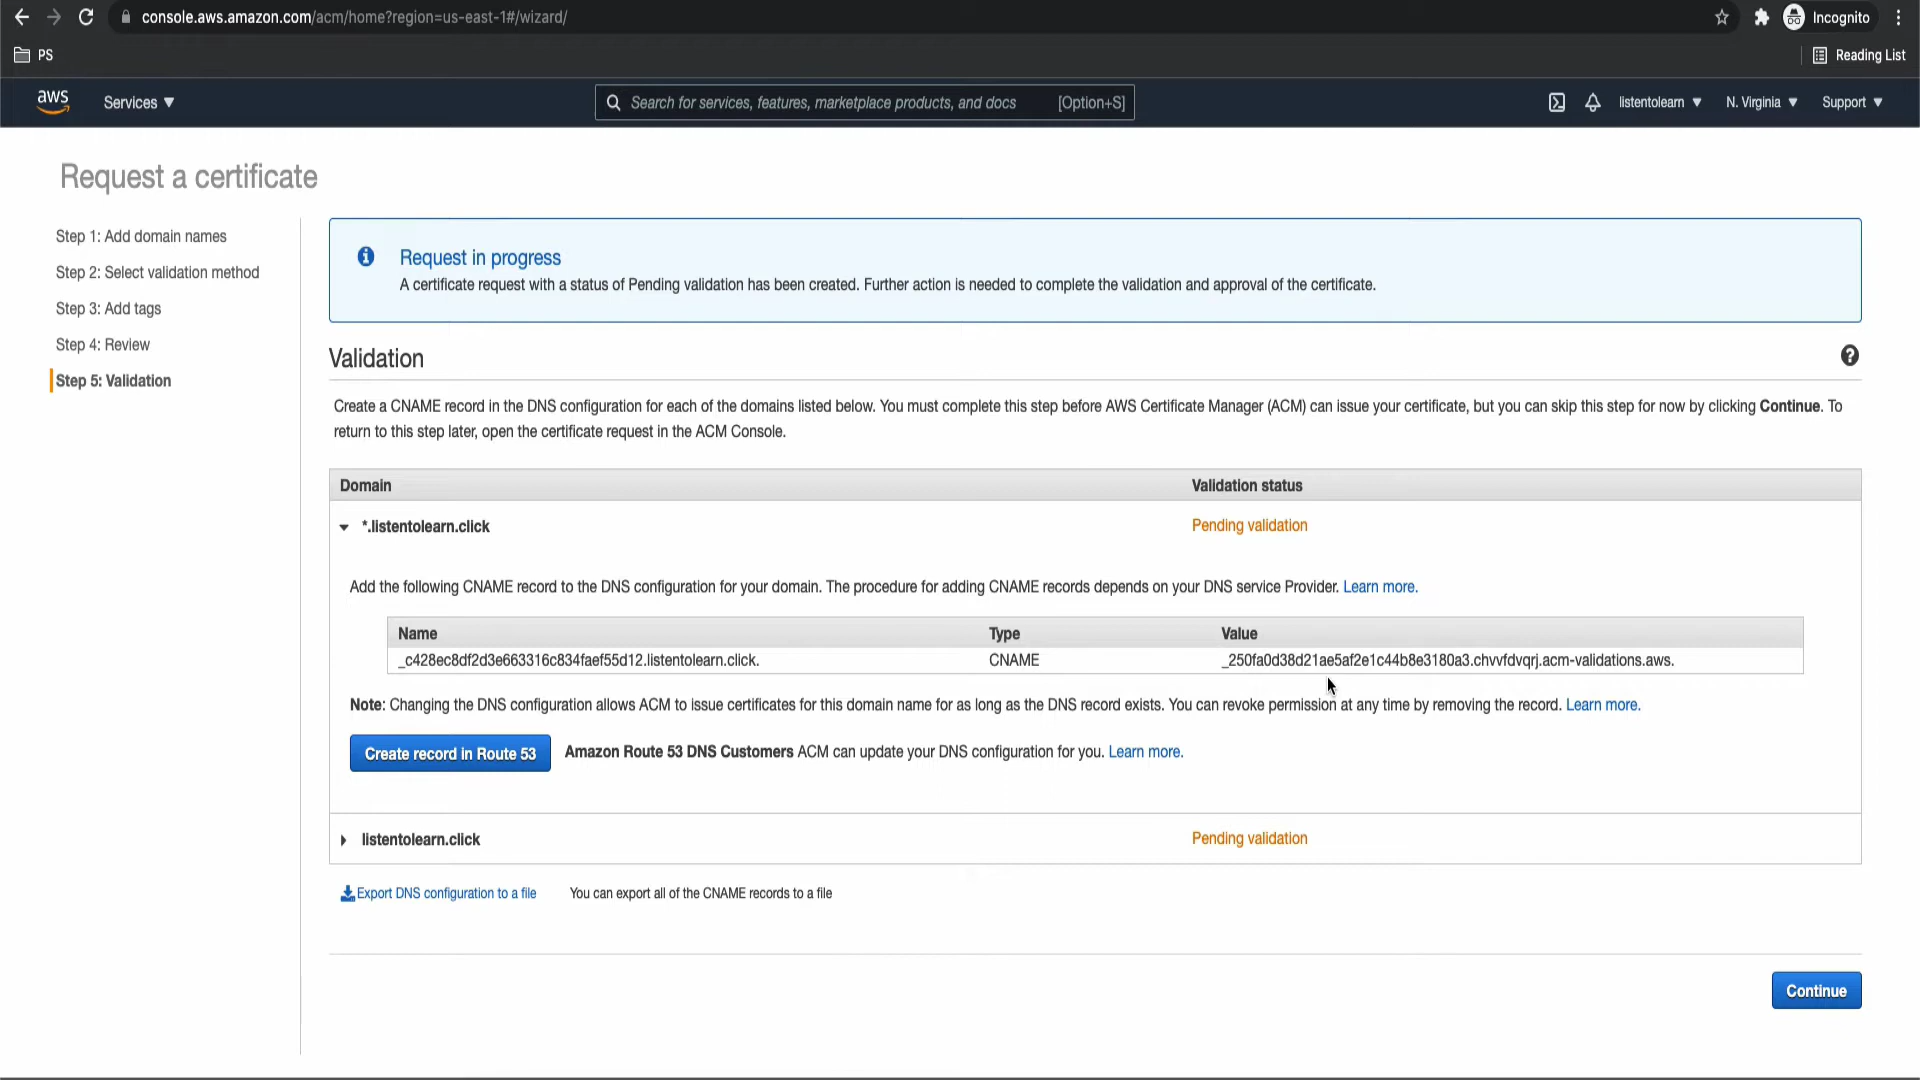 console.aws.amazon.com/acm/home?region=us-east-1#/wizard/
Incognito
PS
Reading List
aws
Services
Search for services, features, marketplace products, and docs [Option+S]
listentolearn
N. Virginia
Support
Request a certificate
Step 1: Add domain names
Step 2: Select validation method
Step 3: Add tags
Step 4: Review
Step 5: Validation
Request in progress
A certificate request with a status of Pending validation has been created. Further action is needed to complete the validation and approval of the certificate.
Validation
Create a CNAME record in the DNS configuration for each of the domains listed below. You must complete this step before AWS Certificate Manager (ACM) can issue your certificate, but you can skip this step for now by clicking Continue. To
return to this step later, open the certificate request in the ACM Console.
Domain Validation status
*.listentolearn.click Pending validation
Add the following CNAME record to the DNS configuration for your domain. The procedure for adding CNAME records depends on your DNS service Provider. Learn more.
Name Type Value
_c428ec8df2d3e663316c834faef55d12.listentolearn.click. CNAME _250fa0d38d21ae5af2e1c44b8e3180a3.chvvfdvqrj.acm-validations.aws.
Note: Changing the DNS configuration allows ACM to issue certificates for this domain name for as long as the DNS record exists. You can revoke permission at any time by removing the record. Learn more.
Create record in Route 53 Amazon Route 53 DNS Customers ACM can update your DNS configuration for you. Learn more.
listentolearn.click Pending validation
Export DNS configuration to a file You can export all of the CNAME records to a file
Continue